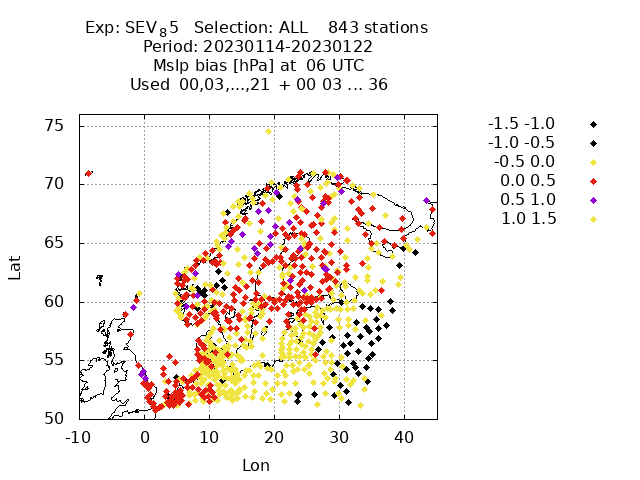 Exp: SEV85 Selection: ALL 843 stations
Period: 20230114-20230122
Mslp bias [hPa] at 06 UTC
Used 00,03,...,21 + 00 03 ... 36
-1.5 -1.0
-1.0 -0.5
-0.5 0.0
0.0 0.5
0.5 1.0
1.0 1.5
75
70
65
60
55
50
Lat
-10 0 10 20 30 40
Lon